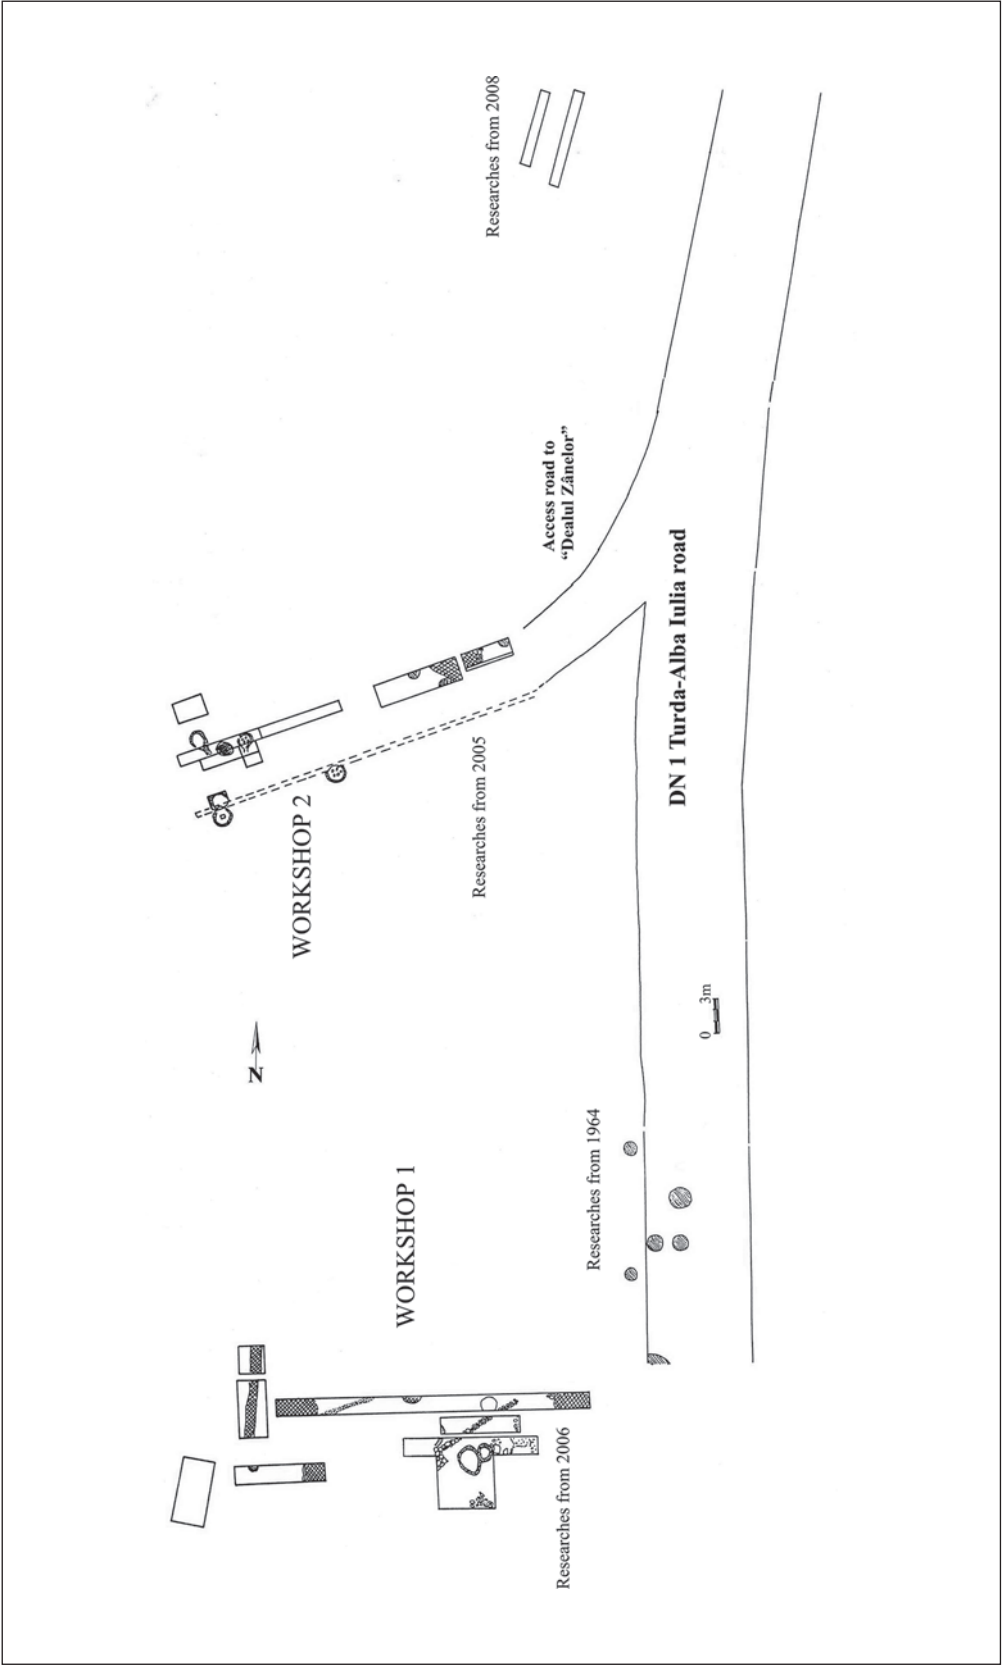 Researches from 2008
Access road to
“Dealul Zânelor”
DN 1 Turda-Alba Iulia road
Researches from 2005
WORKSHOP 2
N
0 3m
Researches from 1964
WORKSHOP 1
Researches from 2006